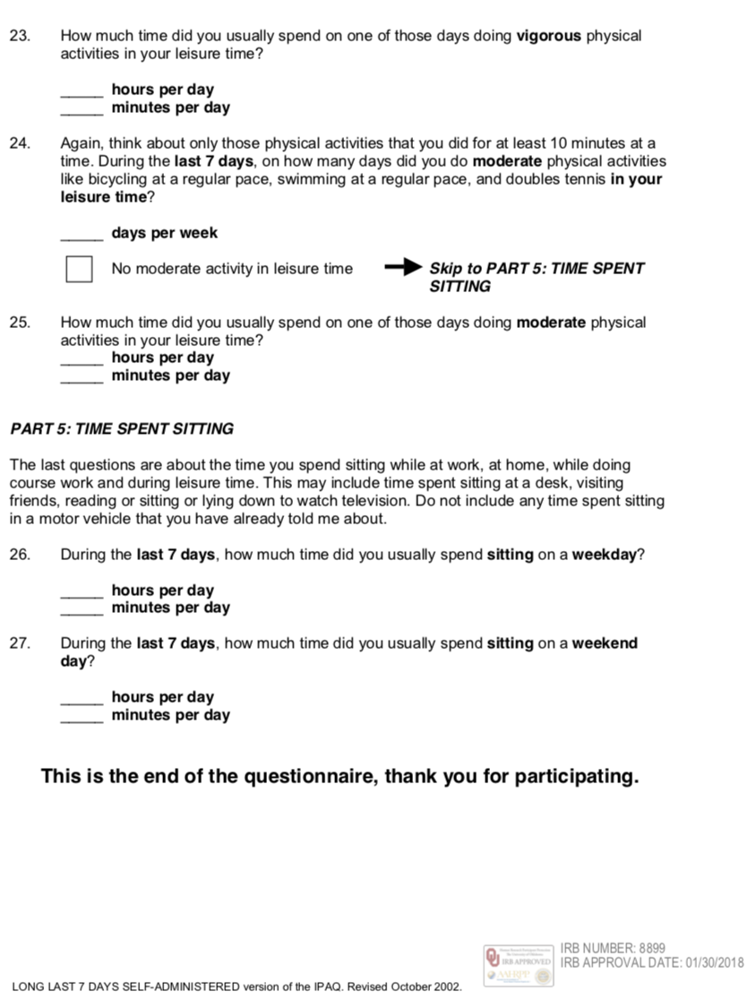 23. How much time did you usually spend on one of those days doing vigorous physical
activities in your leisure time?
_____ hours per day
_____ minutes per day
24. Again, think about only those physical activities that you did for at least 10 minutes at a
time. During the last 7 days, on how many days did you do moderate physical activities
like bicycling at a regular pace, swimming at a regular pace, and doubles tennis in your
leisure time?
_____ days per week
No moderate activity in leisure time Skip to PART 5: TIME SPENT
SITTING
25. How much time did you usually spend on one of those days doing moderate physical
activities in your leisure time?
_____ hours per day
_____ minutes per day
PART 5: TIME SPENT SITTING
The last questions are about the time you spend sitting while at work, at home, while doing
course work and during leisure time. This may include time spent sitting at a desk, visiting
friends, reading or sitting or lying down to watch television. Do not include any time spent sitting
in a motor vehicle that you have already told me about.
26. During the last 7 days, how much time did you usually spend sitting on a weekday?
_____ hours per day
_____ minutes per day
27. During the last 7 days, how much time did you usually spend sitting on a weekend
day?
_____ hours per day
_____ minutes per day
This is the end of the questionnaire, thank you for participating.
IRB APPROVED
AAHRPP
IRB NUMBER: 8899
IRB APPROVAL DATE: 01/30/2018
LONG LAST 7 DAYS SELF-ADMINISTERED version of the IPAQ. Revised October 2002.